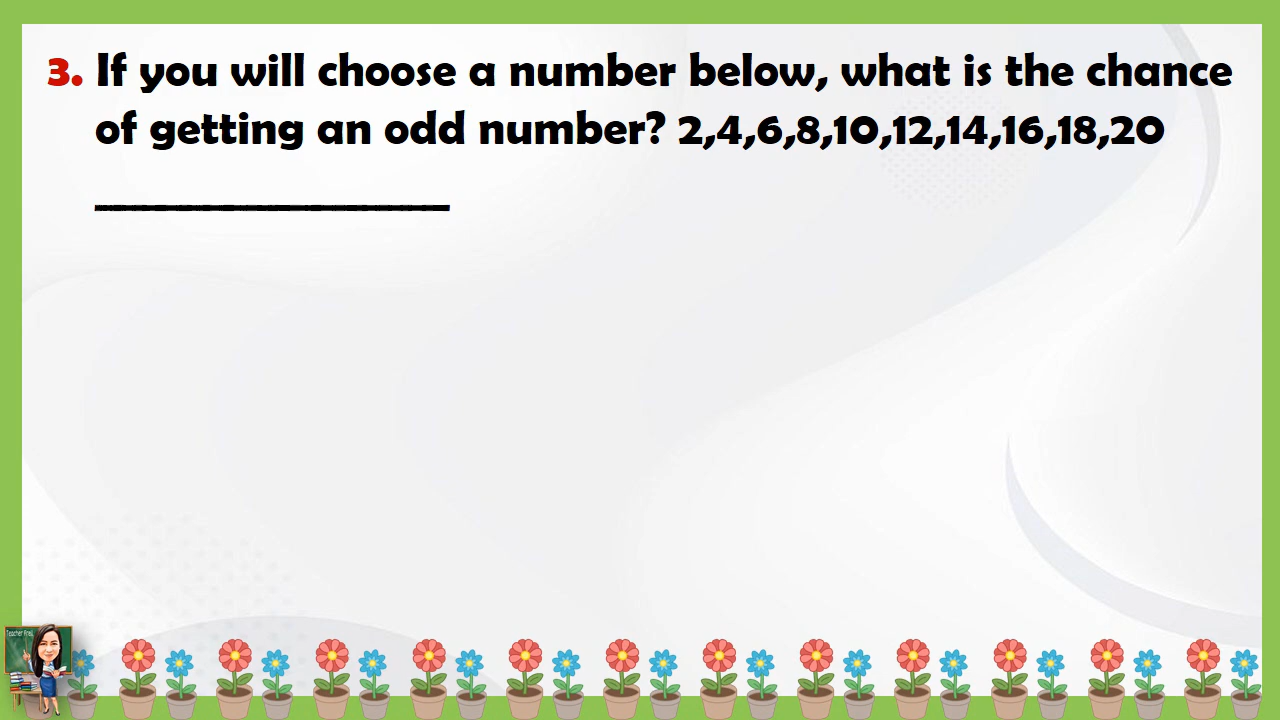 3. If you will choose a number below, what is the chance
of getting an odd number? 2,4,6,8,10,12,14,16,18,20
____________________